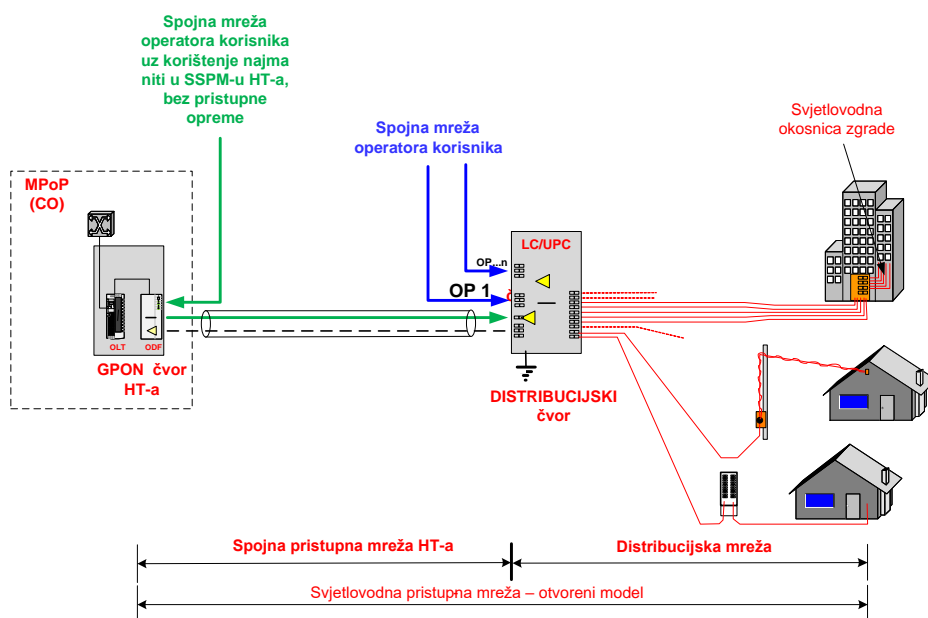 Spojna mreža
operatora korisnika
uz korištenje najma
niti u SSPM-u HT-a,
bez pristupne
opreme
Spojna mreža
operatora korisnika
Svjetlovodna
okosnica zgrade
MPoP
(CO)
LC/UPC
OP...n
OP 1
OLT
ODF
GPON čvor
HT-a
DISTRIBUCIJSKI
čvor
Spojna pristupna mreža HT-a
Distribucijska mreža
Svjetlovodna pristupna mreža – otvoreni model